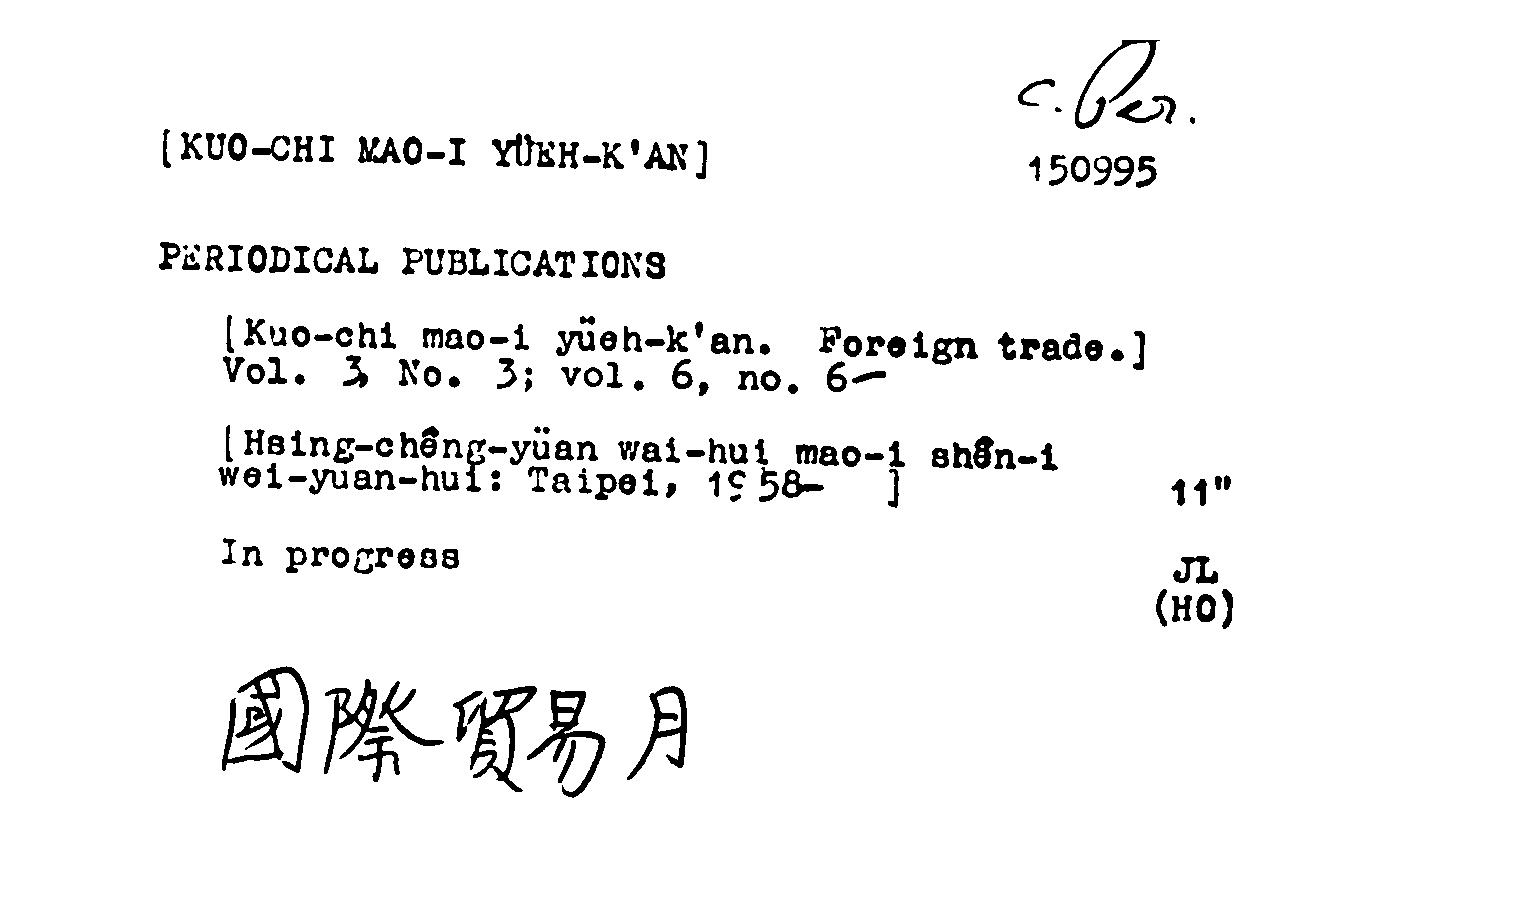 C. Per.
[KUO-CHI MAO-I YÜEH-K'AN]
150995
PERIODICAL PUBLICATIONS
[Kuo-chi mao-i yüeh-k'an. Foreign trade.]
Vol. 3, No. 3; vol. 6, no. 6—
[Hsing-chêng-yüan wai-hui mao-i shên-i
wei-yuan-hui: Taipei, 1958- ]
11"
In progress
JL
(HO)
國際貿易月